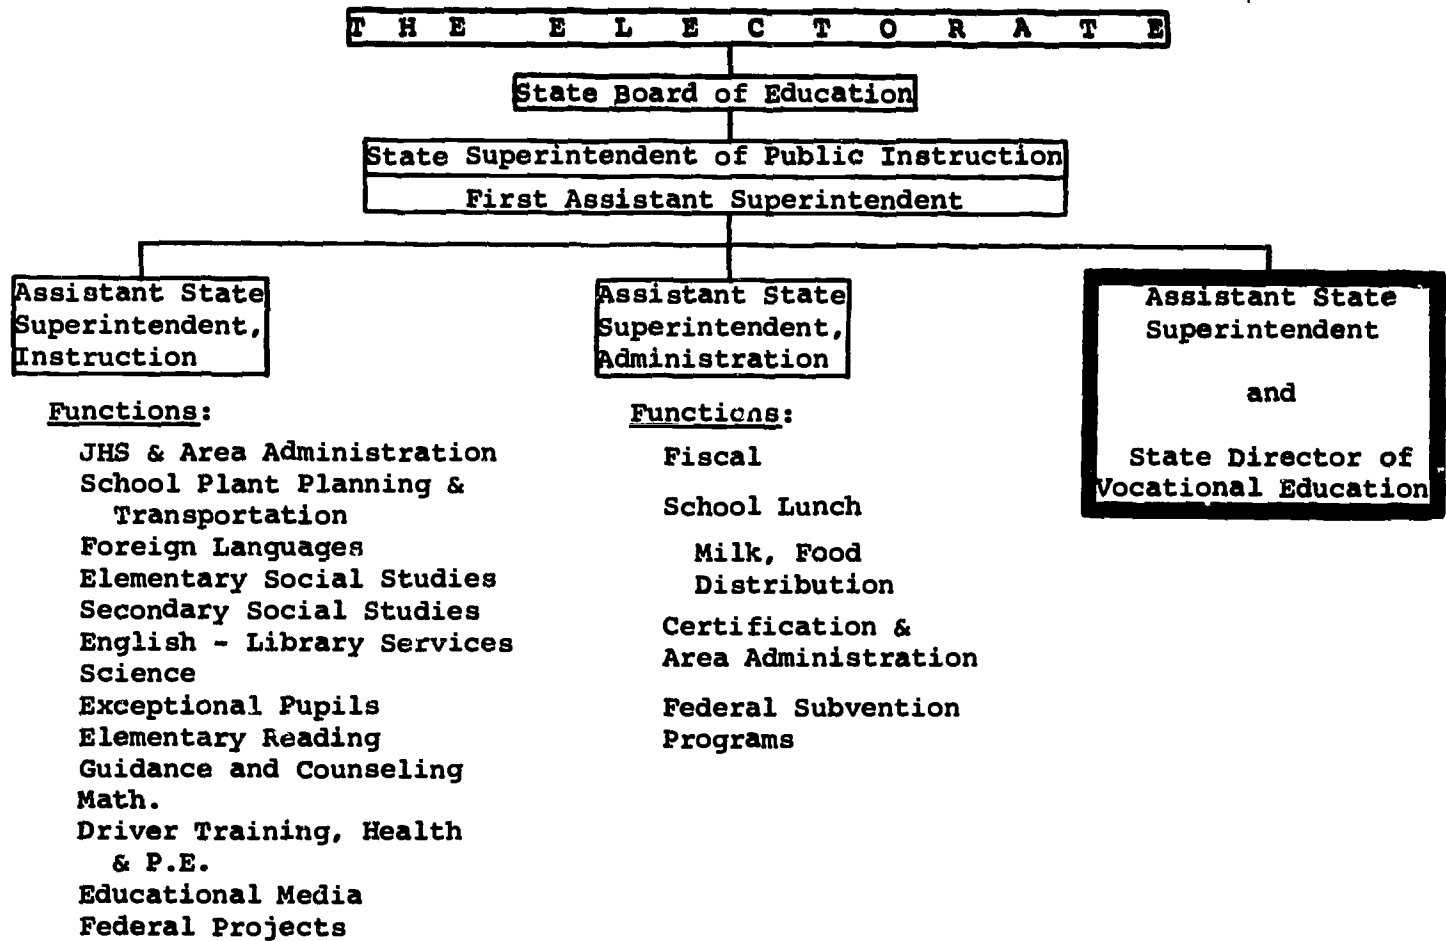 THE ELECTORATE
State Board of Education
State Superintendent of Public Instruction
First Assistant Superintendent
Assistant State
Superintendent,
Instruction
Functions:
JHS & Area Administration
School Plant Planning &
Transportation
Foreign Languages
Elementary Social Studies
Secondary Social Studies
English - Library Services
Science
Exceptional Pupils
Elementary Reading
Guidance and Counseling
Math.
Driver Training, Health
& P.E.
Educational Media
Federal Projects
Assistant State
Superintendent,
Administration
Functions:
Fiscal
School Lunch
Milk, Food
Distribution
Certification &
Area Administration
Federal Subvention
Programs
Assistant State
Superintendent
and
State Director of
Vocational Education